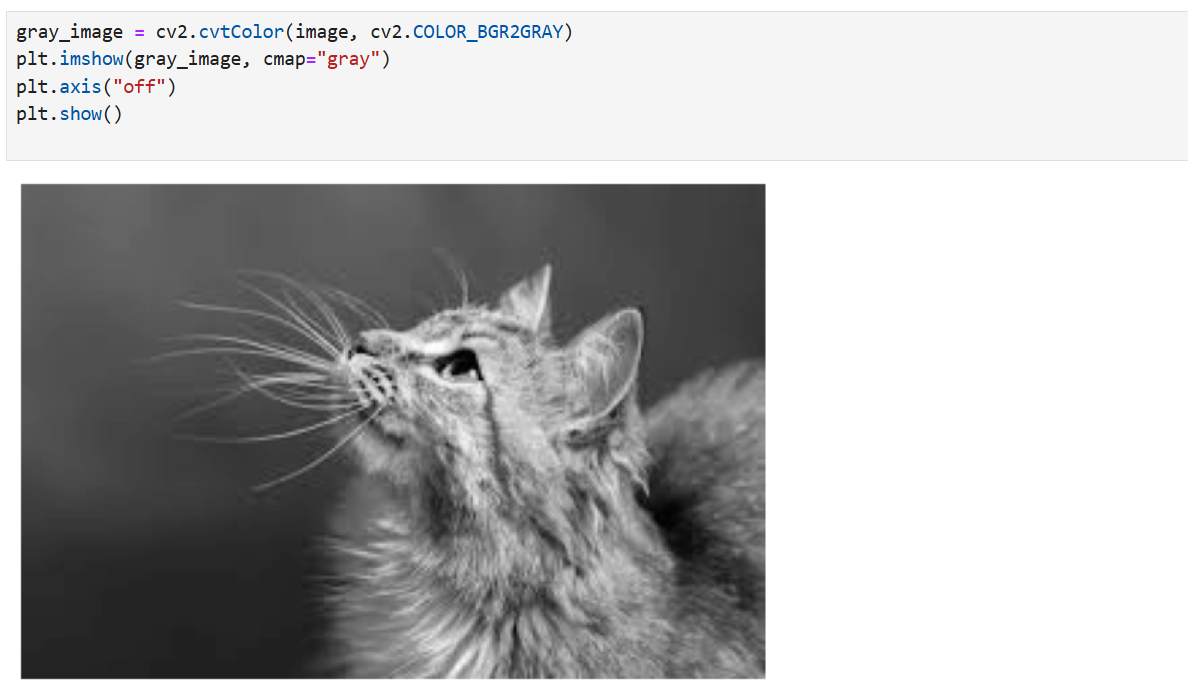 gray_image = cv2.cvtColor(image, cv2.COLOR_BGR2GRAY)
plt.imshow(gray_image, cmap="gray")
plt.axis("off")
plt.show()